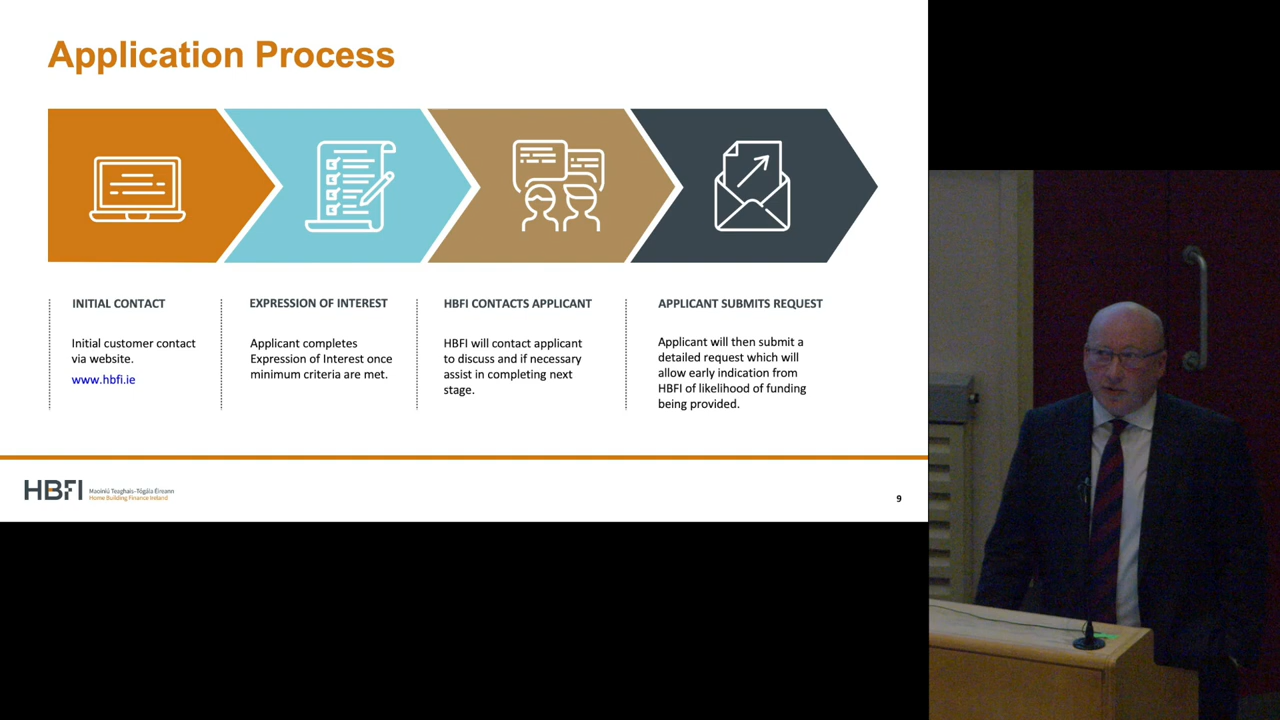 Application Process
INITIAL CONTACT
Initial customer contact
via website.
www.hbfi.ie
EXPRESSION OF INTEREST
Applicant completes
Expression of Interest once
minimum criteria are met.
HBFI CONTACTS APPLICANT
HBFI will contact applicant
to discuss and if necessary
assist in completing next
stage.
APPLICANT SUBMITS REQUEST
Applicant will then submit a
detailed request which will
allow early indication from
HBFI of likelihood of funding
being provided.
HBFI
Maoiniú Teaghais-Tógála Éireann
Home Building Finance Ireland
9